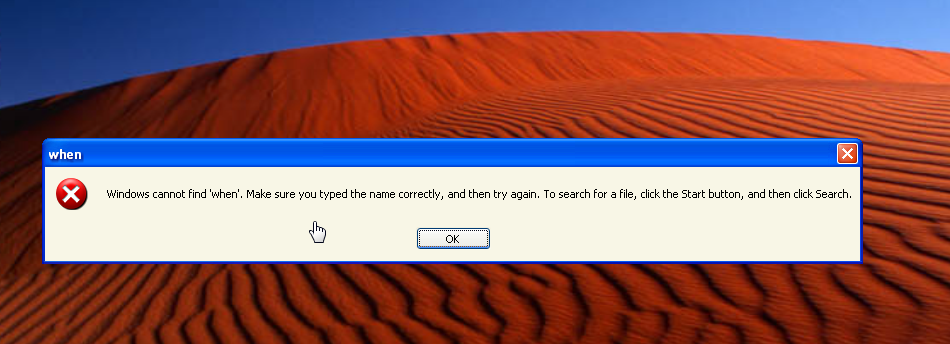 when
Windows cannot find 'when'. Make sure you typed the name correctly, and then try again. To search for a file, click the Start button, and then click Search.
OK